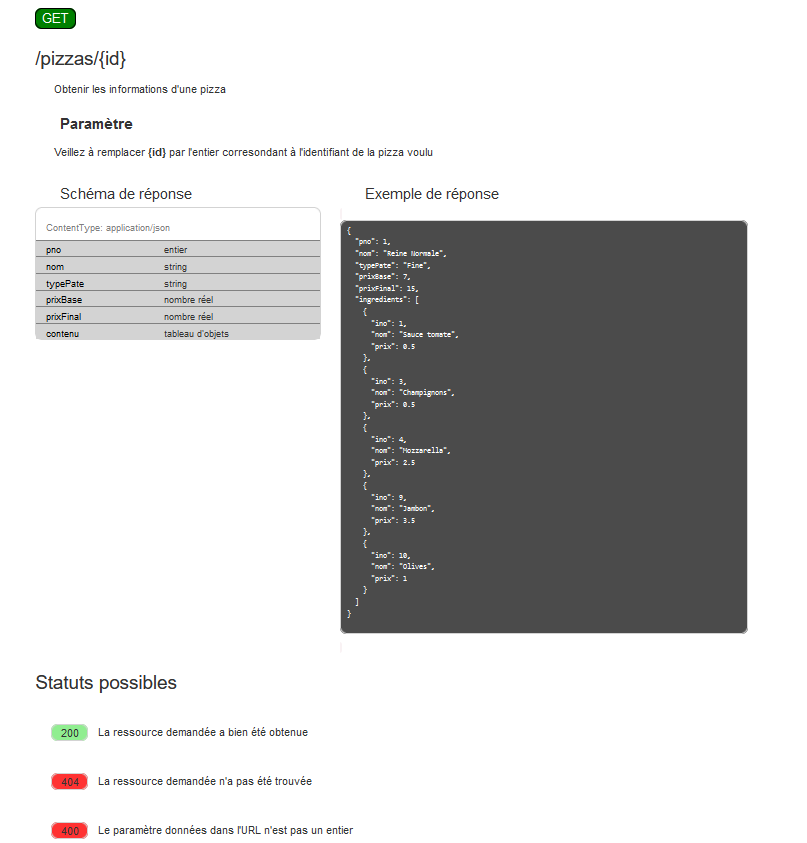 GET
/pizzas/{id}
Obtenir les informations d'une pizza
Paramètre
Veillez à remplacer {id} par l'entier corresondant à l'identifiant de la pizza voulu
Schéma de réponse
ContentType: application/json
pno entier
nom string
typePate string
prixBase nombre réel
prixFinal nombre réel
contenu tableau d'objets
Exemple de réponse
{
"pno": 1,
"nom": "Reine Normale",
"typePate": "Fine",
"prixBase": 7,
"prixFinal": 15,
"ingredients": [
{
"ino": 1,
"nom": "Sauce tomate",
"prix": 0.5
},
{
"ino": 3,
"nom": "Champignons",
"prix": 0.5
},
{
"ino": 4,
"nom": "Mozzarella",
"prix": 2.5
},
{
"ino": 9,
"nom": "Jambon",
"prix": 3.5
},
{
"ino": 10,
"nom": "Olives",
"prix": 1
}
]
}
Statuts possibles
200 La ressource demandée a bien été obtenue
404 La ressource demandée n'a pas été trouvée
400 Le paramètre données dans l'URL n'est pas un entier